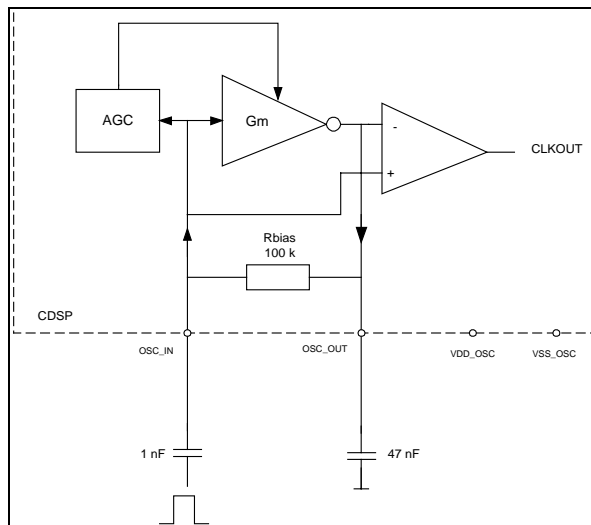 AGC
Gm
-
+
CLKOUT
Rbias
100 k
CDSP
OSC_IN
OSC_OUT
VDD_OSC
VSS_OSC
1 nF
47 nF